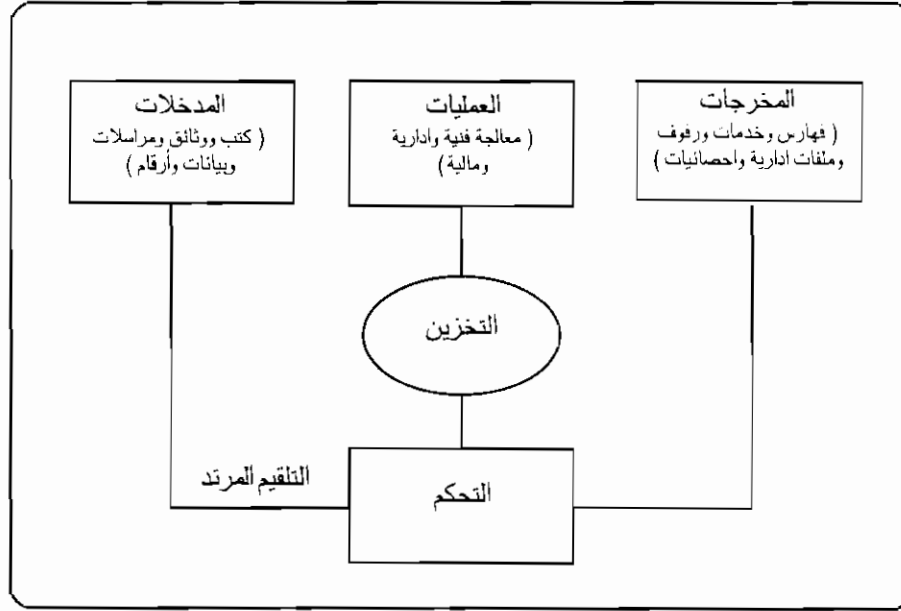 المخرجات
( فهارس وخدمات ورفوف
وملفات ادارية واحصائيات )
العمليات
( معالجة فنية وادارية
ومالية )
المدخلات
( كتب ووثائق ومراسلات
وبيانات وأرقام )
التخزين
التحكم
التلقيم المرتد